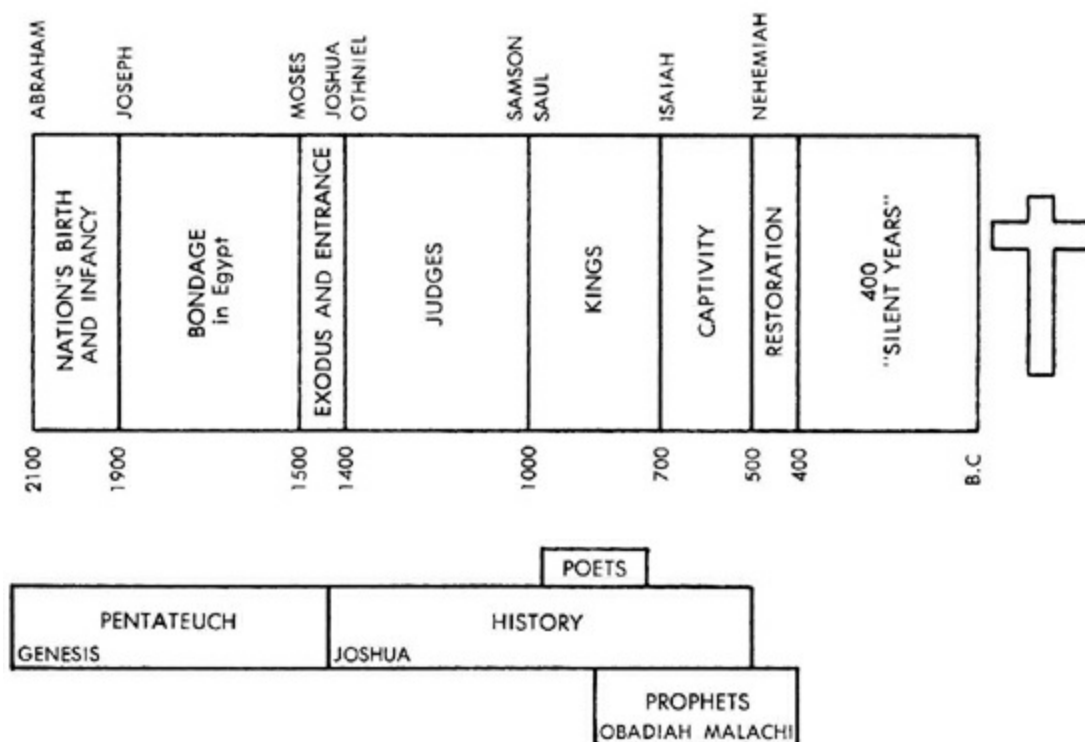 ABRAHAM
JOSEPH
MOSES
JOSHUA
OTHNIEL
SAMSON
SAUL
ISAIAH
NEHEMIAH
NATION'S BIRTH
AND INFANCY
BONDAGE
in Egypt
EXODUS AND ENTRANCE
JUDGES
KINGS
CAPTIVITY
RESTORATION
400
"SILENT YEARS"
2100
1900
1500
1400
1000
700
500
400
B.C
POETS
PENTATEUCH
HISTORY
GENESIS
JOSHUA
PROPHETS
OBADIAH MALACHI